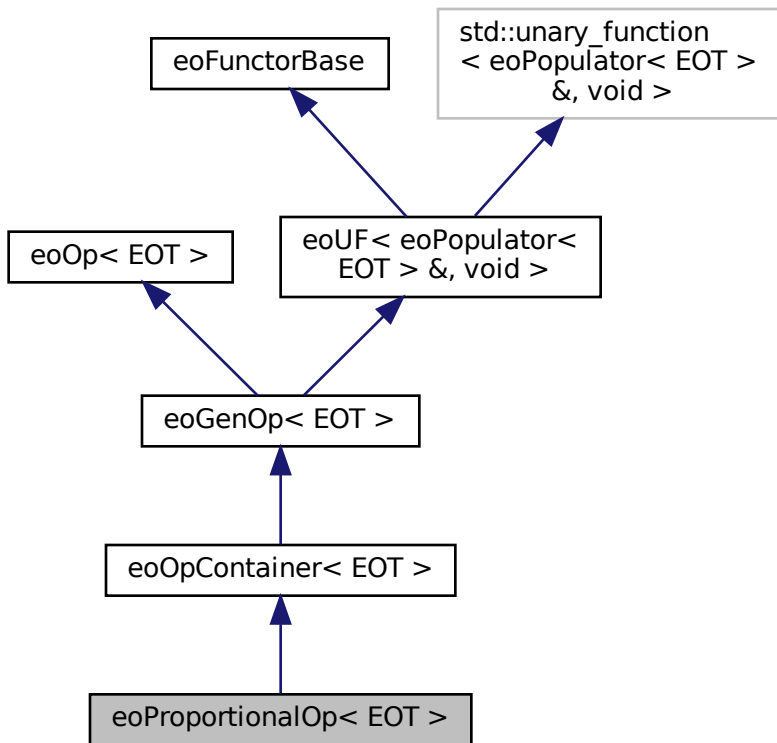 std::unary_function
< eoPopulator< EOT >
&, void >
eoFunctorBase
eoUF< eoPopulator<
EOT > &, void >
eoOp< EOT >
eoGenOp< EOT >
eoOpContainer< EOT >
eoProportionalOp< EOT >